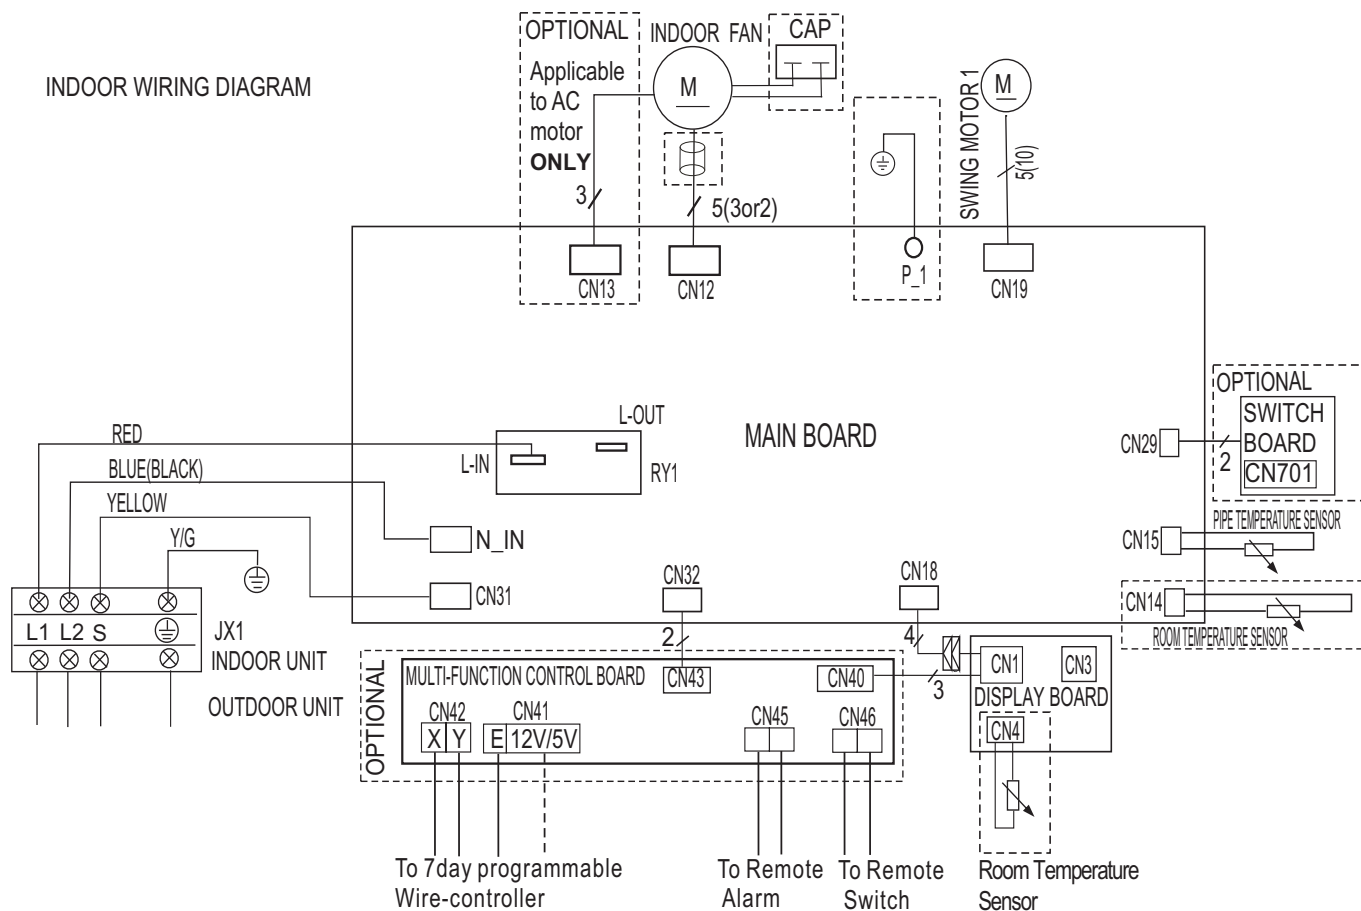 INDOOR WIRING DIAGRAM
OPTIONAL
Applicable
to AC
motor
ONLY
3
CN13
INDOOR FAN
M
CAP
5(3or2)
CN12
P_1
SWING MOTOR 1
M
5(10)
CN19
MAIN BOARD
RED
BLUE(BLACK)
YELLOW
Y/G
L-OUT
L-IN
RY1
N_IN
CN31
L1 L2 S
JX1
INDOOR UNIT
OUTDOOR UNIT
CN29
2
OPTIONAL
SWITCH
BOARD
CN701
CN15
PIPE TEMPERATURE SENSOR
CN14
ROOM TEMPERATURE SENSOR
CN32
2
CN18
4
3
OPTIONAL
MULTI-FUNCTION CONTROL BOARD
CN43
CN40
CN42
X Y
CN41
E 12V/5V
CN45
CN46
CN1
CN3
DISPLAY BOARD
CN4
To 7day programmable
Wire-controller
To Remote
Alarm
To Remote
Switch
Room Temperature
Sensor